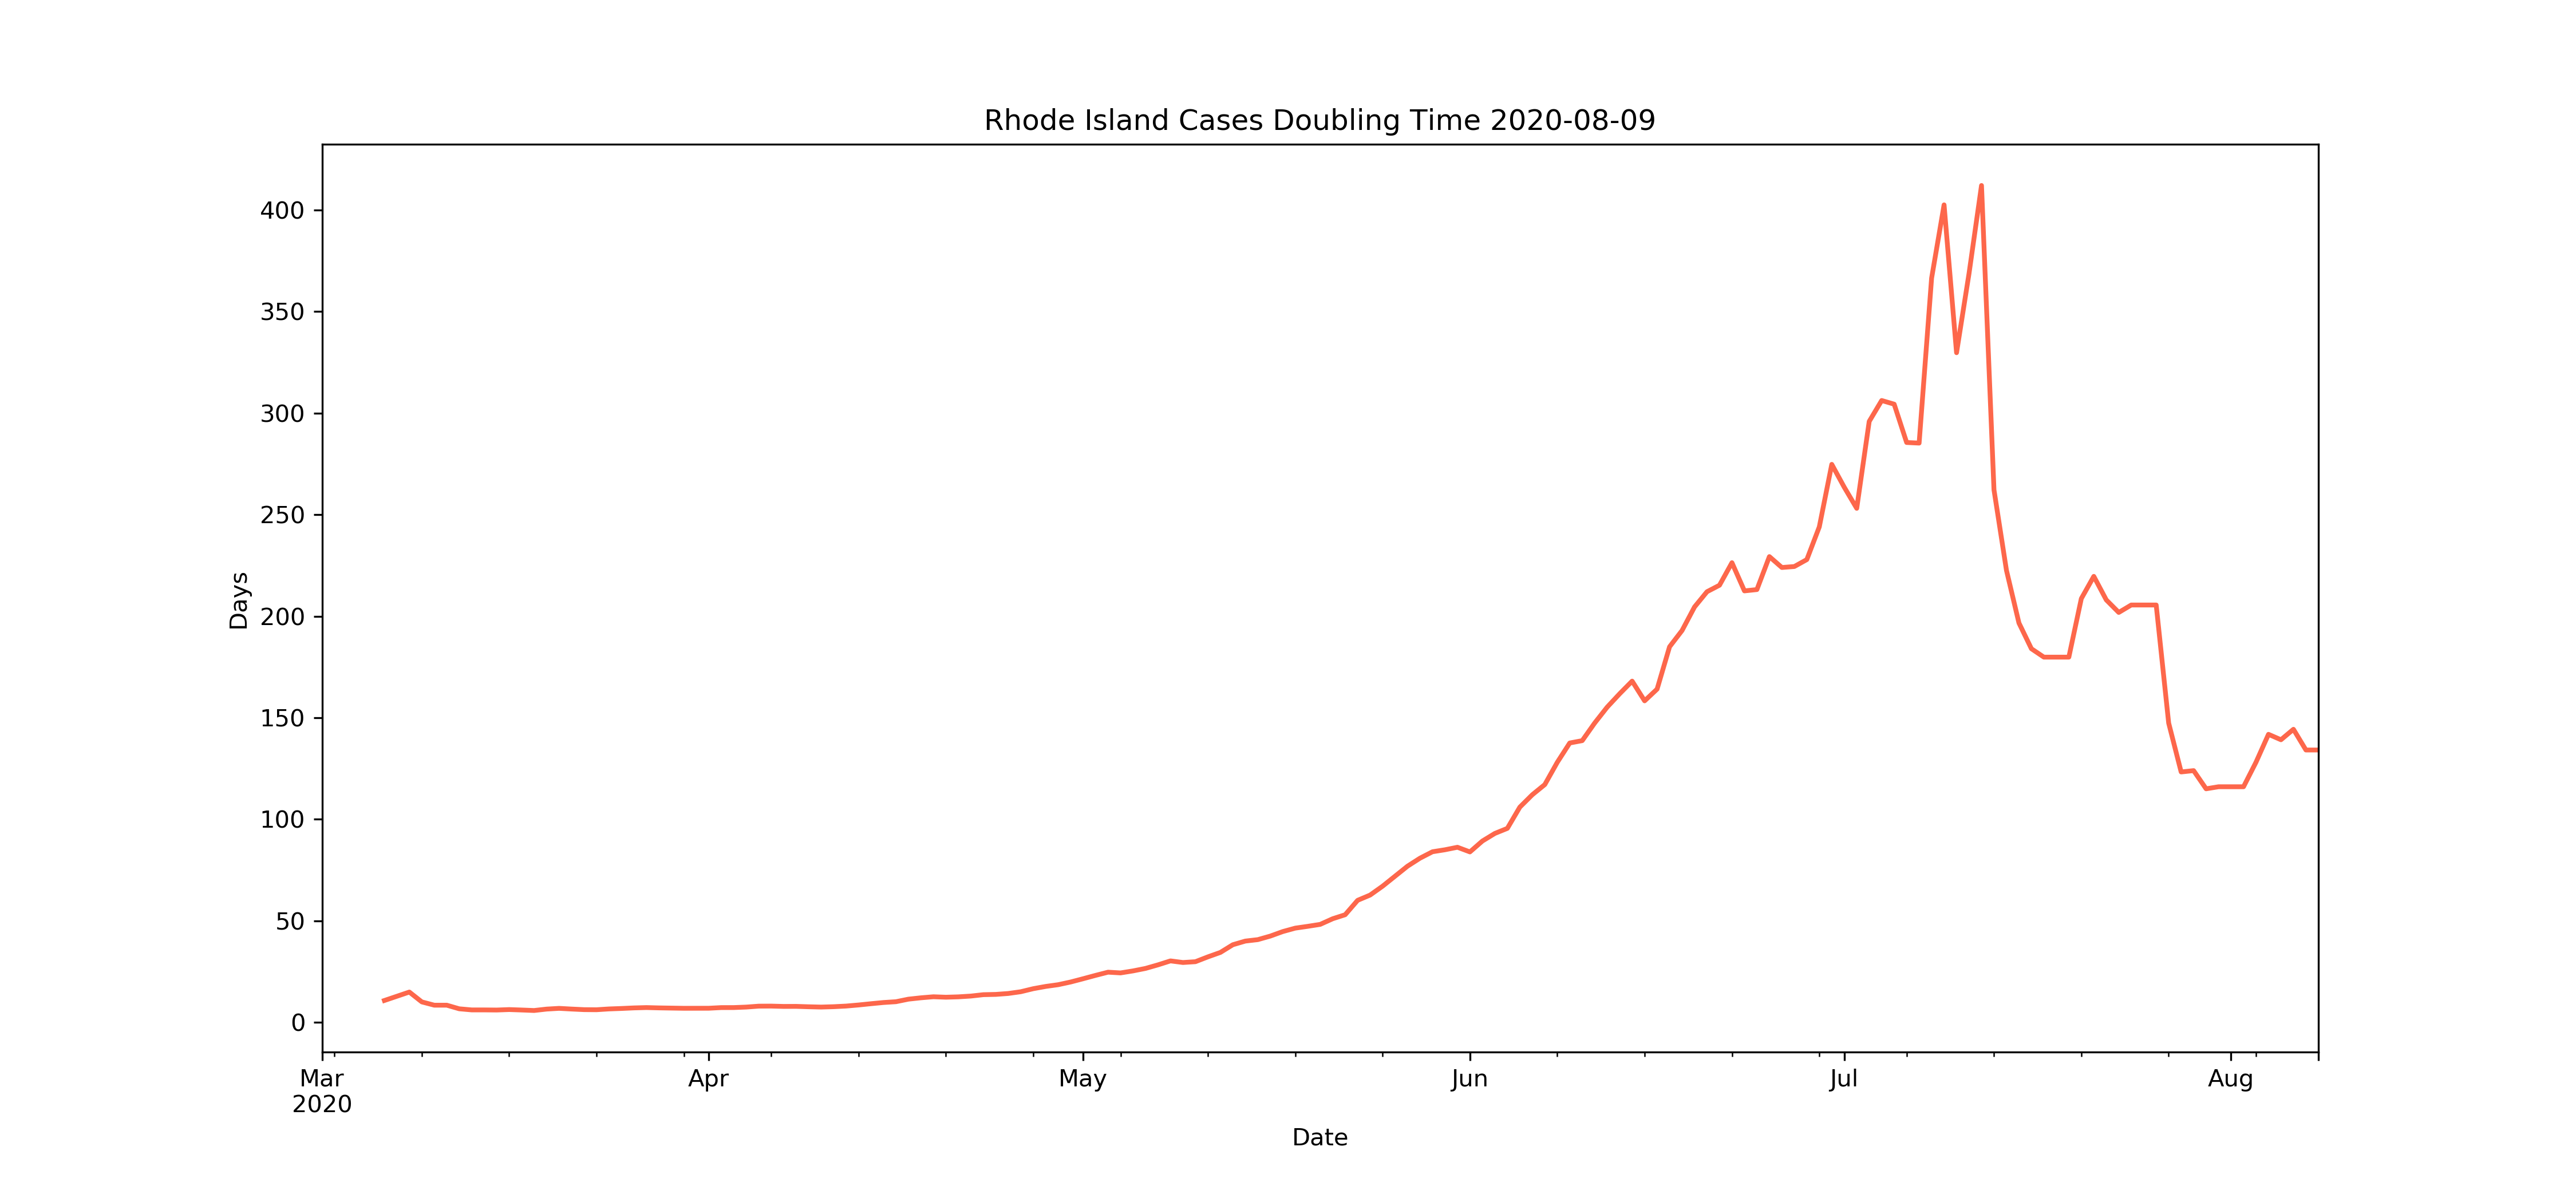 Rhode Island Cases Doubling Time 2020-08-09
400
350
300
250
200
150
100
50
0
Days
Mar Apr May Jun Jul Aug
2020
Date